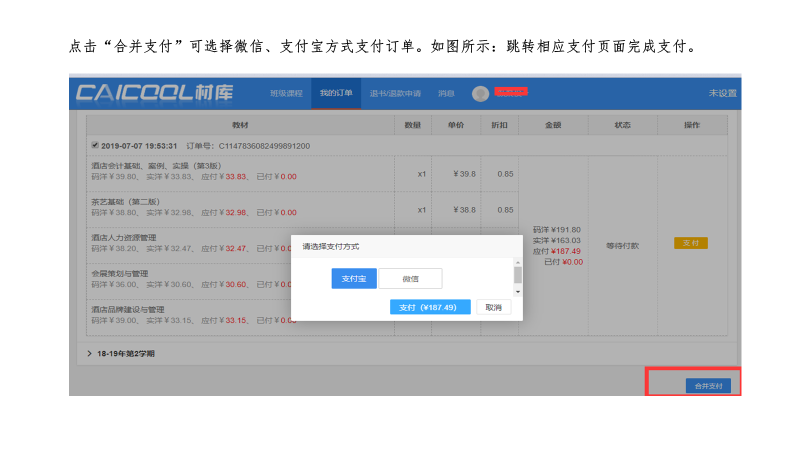 点击“合并支付”可选择微信、支付宝方式支付订单。如图所示：跳转相应支付页面完成支付。
CAICOOL材库 班级课程 我的订单 退书/退款申请 消息 未设置
教材 数量 单价 折扣 金额 状态 操作
2019-07-07 19:53:31 订单号：C1147836082499891200
酒店会计基础、案例、实操（第3版）
码洋￥39.80， 实洋￥33.83， 应付￥33.83， 已付￥0.00
x1 ￥39.8 0.85
茶艺基础（第二版）
码洋￥38.80， 实洋￥32.98， 应付￥32.98， 已付￥0.00
x1 ￥38.8 0.85
酒店人力资源管理
码洋￥38.20， 实洋￥32.47， 应付￥32.47， 已付￥0.0
会展策划与管理
码洋￥36.00， 实洋￥30.60， 应付￥30.60， 已付￥0.0
酒店品牌建设与管理
码洋￥39.00， 实洋￥33.15， 应付￥33.15， 已付￥0.00
码洋 ¥191.80
实洋 ¥163.03
应付 ¥187.49
已付 ¥0.00
等待付款
支付
请选择支付方式
支付宝 微信
支付（¥187.49） 取消
18-19年第2学期
合并支付